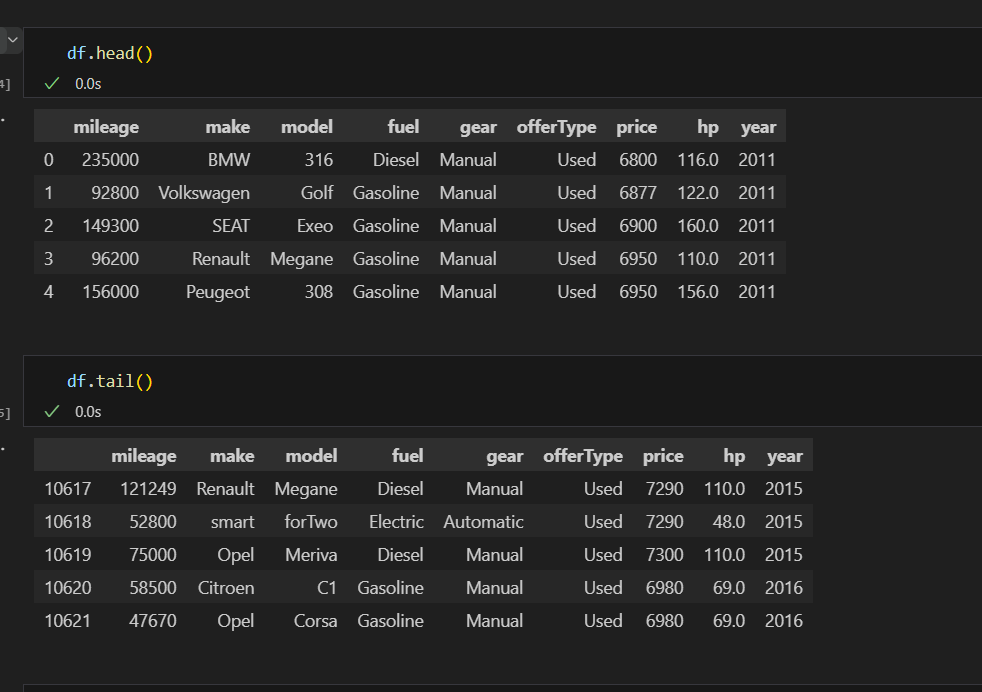 df.head()
4]
0.0s
mileage make model fuel gear offerType price hp year
0 235000 BMW 316 Diesel Manual Used 6800 116.0 2011
1 92800 Volkswagen Golf Gasoline Manual Used 6877 122.0 2011
2 149300 SEAT Exeo Gasoline Manual Used 6900 160.0 2011
3 96200 Renault Megane Gasoline Manual Used 6950 110.0 2011
4 156000 Peugeot 308 Gasoline Manual Used 6950 156.0 2011
df.tail()
5]
0.0s
mileage make model fuel gear offerType price hp year
10617 121249 Renault Megane Diesel Manual Used 7290 110.0 2015
10618 52800 smart forTwo Electric Automatic Used 7290 48.0 2015
10619 75000 Opel Meriva Diesel Manual Used 7300 110.0 2015
10620 58500 Citroen C1 Gasoline Manual Used 6980 69.0 2016
10621 47670 Opel Corsa Gasoline Manual Used 6980 69.0 2016